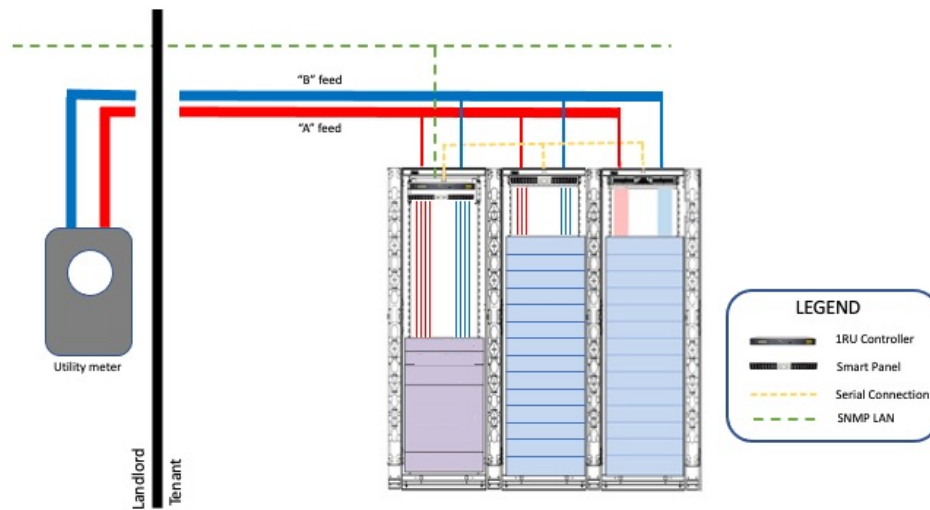 "B" feed
"A" feed
Utility meter
Landlord
Tenant
LEGEND
1RU Controller
Smart Panel
Serial Connection
SNMP LAN